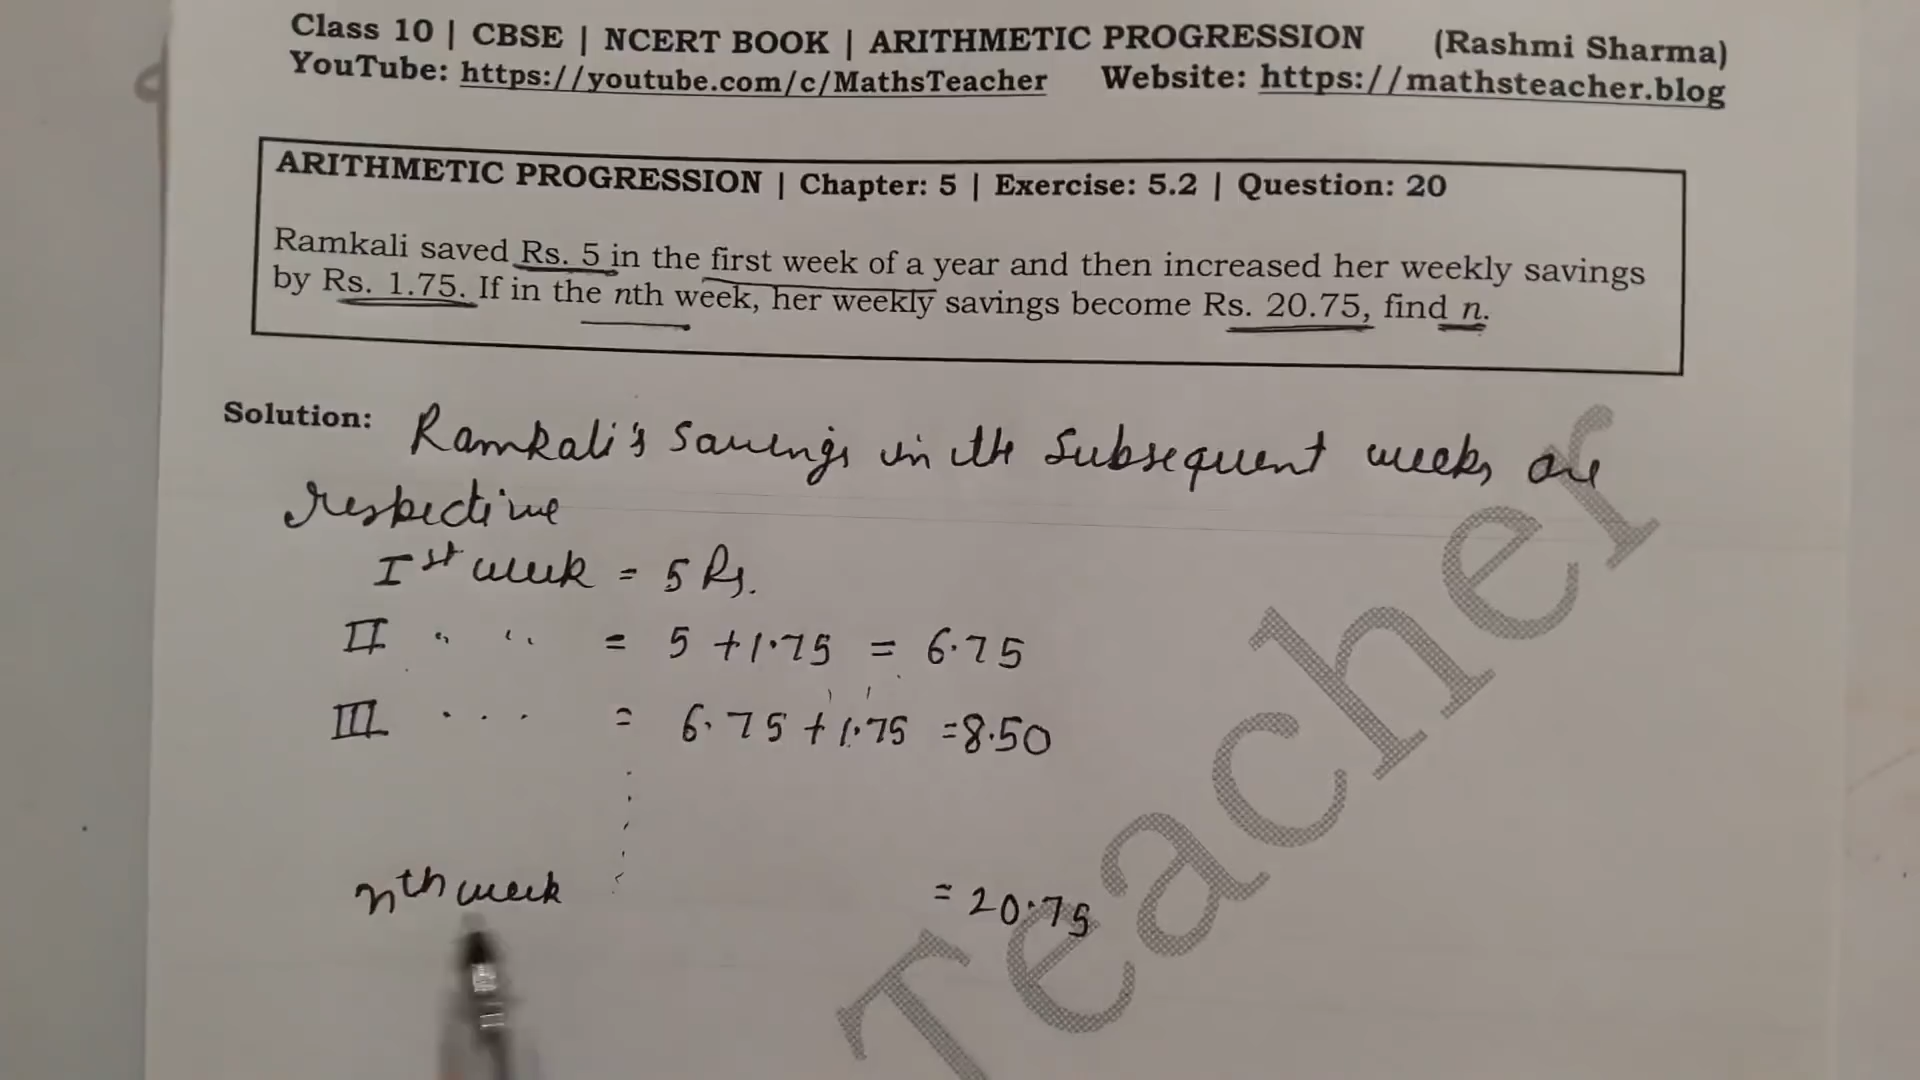 Class 10 | CBSE | NCERT BOOK | ARITHMETIC PROGRESSION (Rashmi Sharma)
YouTube: https://youtube.com/c/MathsTeacher Website: https://mathsteacher.blog
ARITHMETIC PROGRESSION | Chapter: 5 | Exercise: 5.2 | Question: 20
Ramkali saved Rs. 5 in the first week of a year and then increased her weekly savings
by Rs. 1.75. If in the nth week, her weekly savings become Rs. 20.75, find n.
Solution: Ramkali's savings in the subsequent weeks are
respective
Ist week = 5 Rs.
II " " = 5 + 1.75 = 6.75
III . . . = 6.75 + 1.75 = 8.50
nth week = 20.75
Teacher